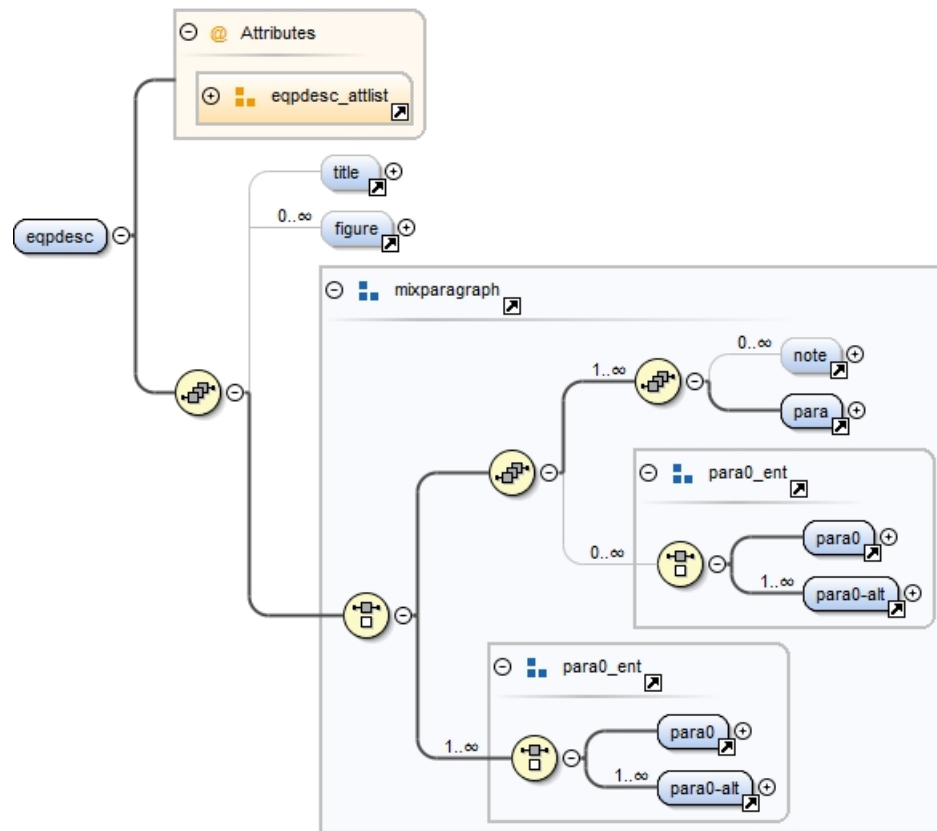 @ Attributes
eqpdesc_attlist
title
0..∞
figure
eqpdesc
mixparagraph
0..∞
note
1..∞
para
para0_ent
para0
0..∞
1..∞
para0-alt
para0_ent
para0
1..∞
1..∞
para0-alt